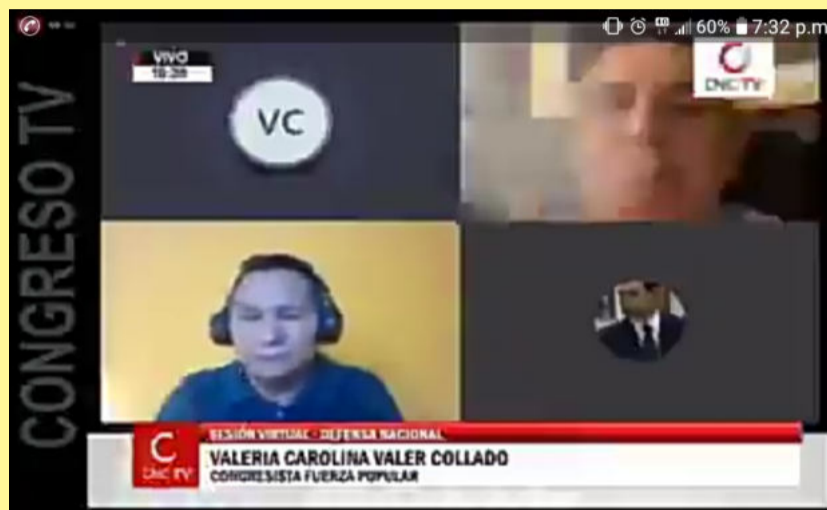 60% 7:32 p.m
CONGRESO TV
VIVO
VC
CNC TV
SESIÓN VIRTUAL - DEFENSA NACIONAL
VALERIA CAROLINA VALER COLLADO
CONGRESISTA FUERZA POPULAR
C
CNC TV